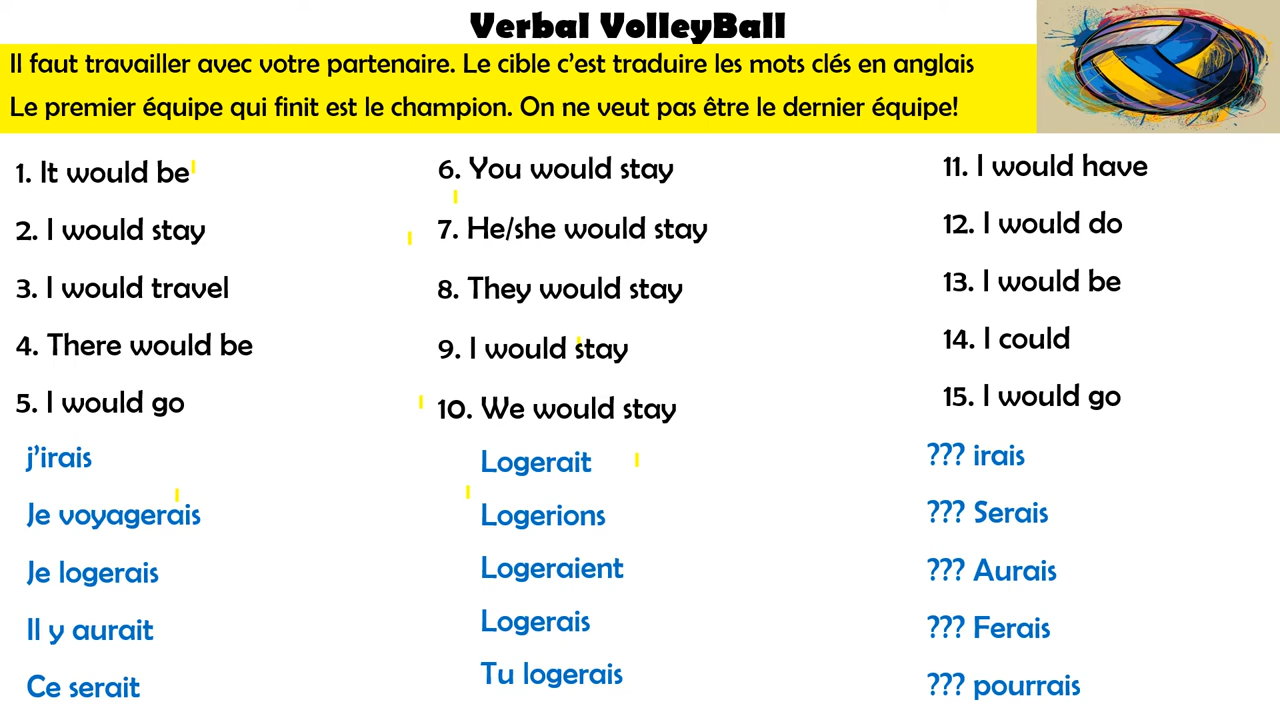 Verbal VolleyBall
Il faut travailler avec votre partenaire. Le cible c’est traduire les mots clés en anglais
Le premier équipe qui finit est le champion. On ne veut pas être le dernier équipe!
1. It would be
2. I would stay
3. I would travel
4. There would be
5. I would go
j’irais
Je voyagerais
Je logerais
Il y aurait
Ce serait
6. You would stay
7. He/she would stay
8. They would stay
9. I would stay
10. We would stay
Logerait
Logerions
Logeraient
Logerais
Tu logerais
11. I would have
12. I would do
13. I would be
14. I could
15. I would go
??? irais
??? Serais
??? Aurais
??? Ferais
??? pourrais